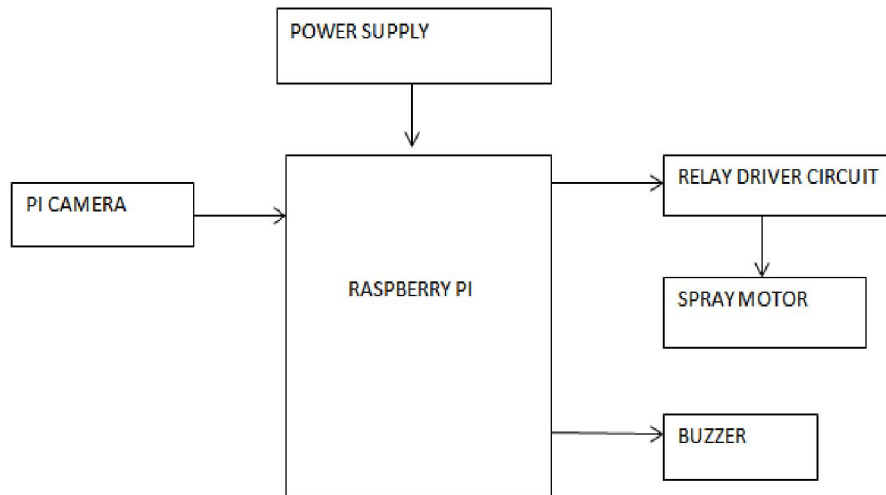 POWER SUPPLY
PI CAMERA
RASPBERRY PI
RELAY DRIVER CIRCUIT
SPRAY MOTOR
BUZZER